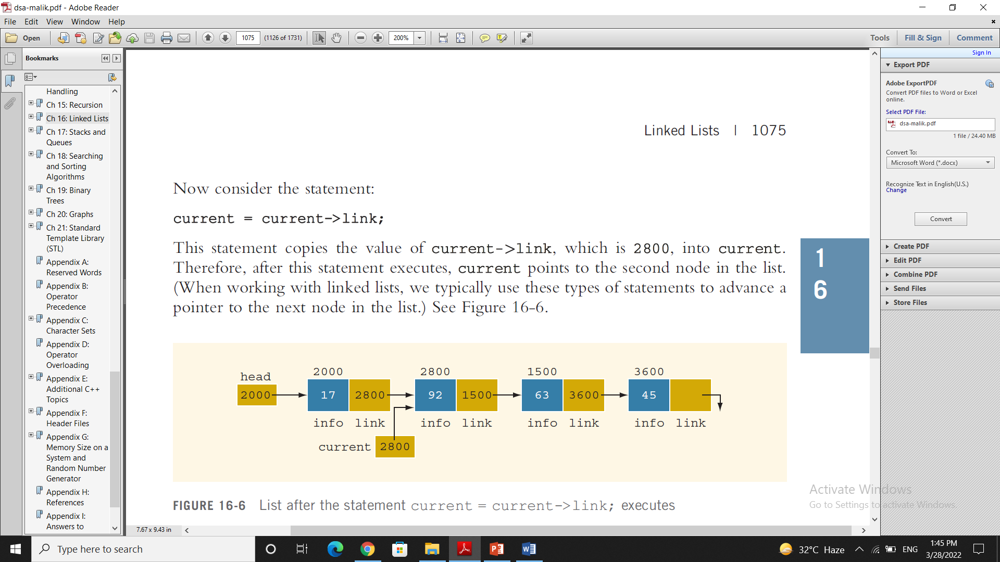 dsa-malik.pdf - Adobe Reader
File Edit View Window Help
Open 1075 (1126 of 1731) 200% Tools Fill & Sign Comment
Bookmarks
Handling
Ch 15: Recursion
Ch 16: Linked Lists
Ch 17: Stacks and
Queues
Ch 18: Searching
and Sorting
Algorithms
Ch 19: Binary
Trees
Ch 20: Graphs
Ch 21: Standard
Template Library
(STL)
Appendix A:
Reserved Words
Appendix B:
Operator
Precedence
Appendix C:
Character Sets
Appendix D:
Operator
Overloading
Appendix E:
Additional C++
Topics
Appendix F:
Header Files
Appendix G:
Memory Size on a
System and
Random Number
Generator
Appendix H:
References
Appendix I:
Answers to
Linked Lists | 1075
Now consider the statement:
current = current->link;
This statement copies the value of current->link, which is 2800, into current.
Therefore, after this statement executes, current points to the second node in the list.
(When working with linked lists, we typically use these types of statements to advance a
pointer to the next node in the list.) See Figure 16-6.
1
6
head 2000 2800 1500 3600
2000 17 2800 92 1500 63 3600 45
info link info link info link info link
current 2800
FIGURE 16-6 List after the statement current = current->link; executes
7.67 x 9.43 in
Sign In
Export PDF
Adobe ExportPDF
Convert PDF files to Word or Excel
online.
Select PDF File:
dsa-malik.pdf
1 file / 24.40 MB
Convert To:
Microsoft Word (*.docx)
Recognize Text in English(U.S.)
Change
Convert
Create PDF
Edit PDF
Combine PDF
Send Files
Store Files
Activate Windows
Go to Settings to activate Windows.
Type here to search
32°C Haze
ENG
1:45 PM
3/28/2022